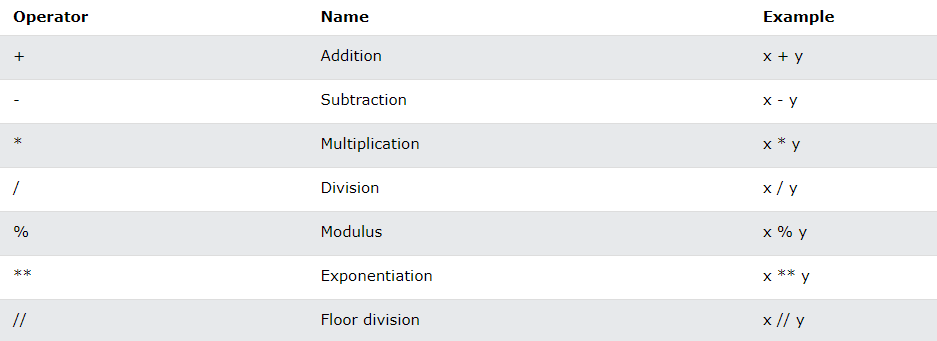 Operator Name Example
+ Addition x + y
- Subtraction x - y
* Multiplication x * y
/ Division x / y
% Modulus x % y
** Exponentiation x ** y
// Floor division x // y